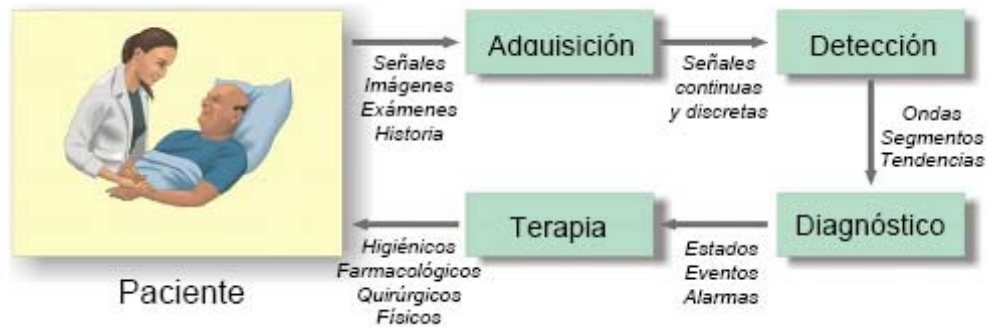 Señales
Imágenes
Exámenes
Historia
Adquisición
Señales
continuas
y discretas
Detección
Ondas
Segmentos
Tendencias
Diagnóstico
Estados
Eventos
Alarmas
Terapia
Higiénicos
Farmacológicos
Quirúrgicos
Físicos
Paciente